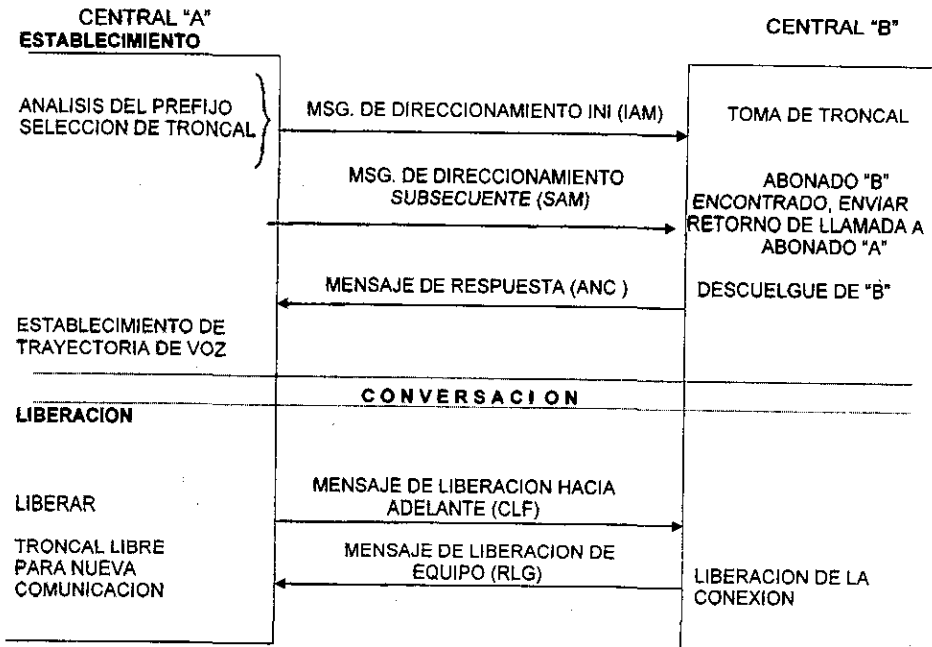 CENTRAL "A"
CENTRAL "B"
ESTABLECIMIENTO
ANALISIS DEL PREFIJO
SELECCION DE TRONCAL
MSG. DE DIRECCIONAMIENTO INI (IAM)
TOMA DE TRONCAL
MSG. DE DIRECCIONAMIENTO
SUBSECUENTE (SAM)
ABONADO "B"
ENCONTRADO, ENVIAR
RETORNO DE LLAMADA A
ABONADO "A"
MENSAJE DE RESPUESTA (ANC )
DESCUELGUE DE "B"
ESTABLECIMIENTO DE
TRAYECTORIA DE VOZ
CONVERSACION
LIBERACION
LIBERAR
MENSAJE DE LIBERACION HACIA
ADELANTE (CLF)
TRONCAL LIBRE
PARA NUEVA
COMUNICACION
MENSAJE DE LIBERACION DE
EQUIPO (RLG)
LIBERACION DE LA
CONEXION